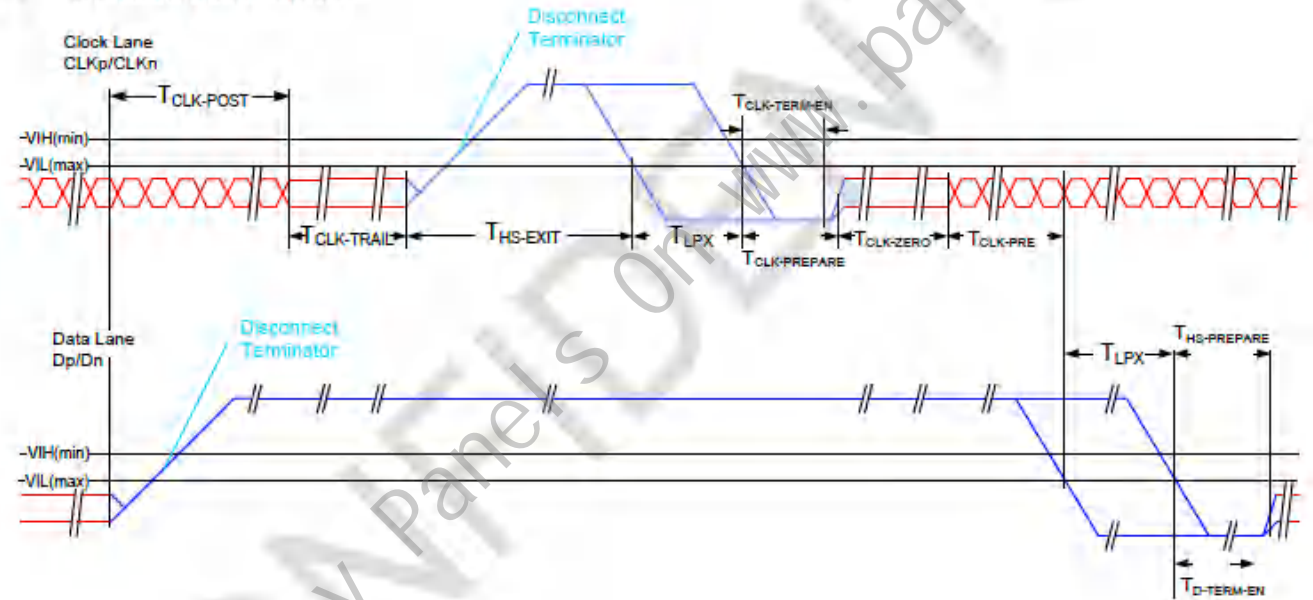 Disconnect
Terminator
Clock Lane
CLKp/CLKn
TCLK-POST
TCLK-TERM-EN
VIH(min)
VIL(max)
TCLK-TRAIL
THS-EXIT
TLPX
TCLK-PREPARE
TCLK-ZERO
TCLK-PRE
Data Lane
Dp/Dn
Disconnect
Terminator
TLPX
THS-PREPARE
VIH(min)
VIL(max)
TD-TERM-EN